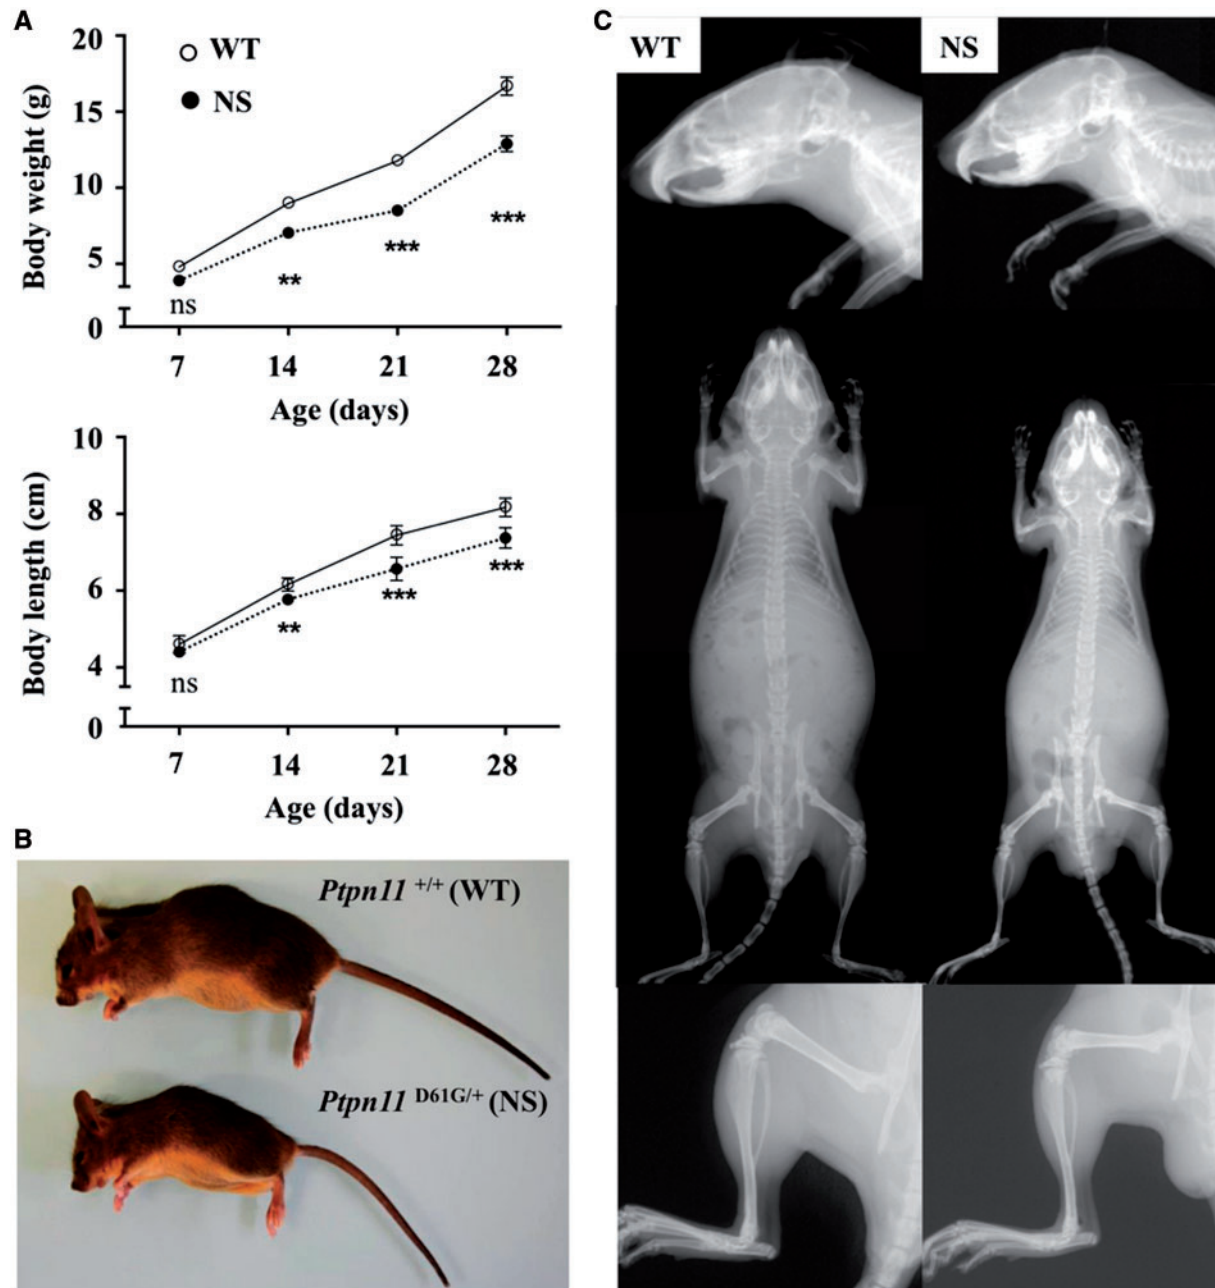 A
20
15
10
5
0
Body weight (g)
WT
NS
ns
**
***
***
7 14 21 28
Age (days)
10
8
6
4
0
Body length (cm)
ns
**
***
***
7 14 21 28
Age (days)
B
Ptpn11 +/+ (WT)
Ptpn11 D61G/+ (NS)
C
WT
NS